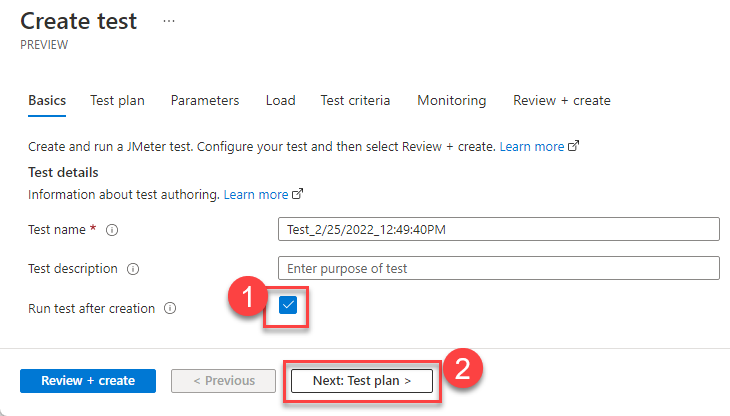 Create test ...
PREVIEW
Basics Test plan Parameters Load Test criteria Monitoring Review + create
Create and run a JMeter test. Configure your test and then select Review + create. Learn more
Test details
Information about test authoring. Learn more
Test name * Test_2/25/2022_12:49:40PM
Test description Enter purpose of test
1
Run test after creation
Review + create < Previous Next: Test plan > 2